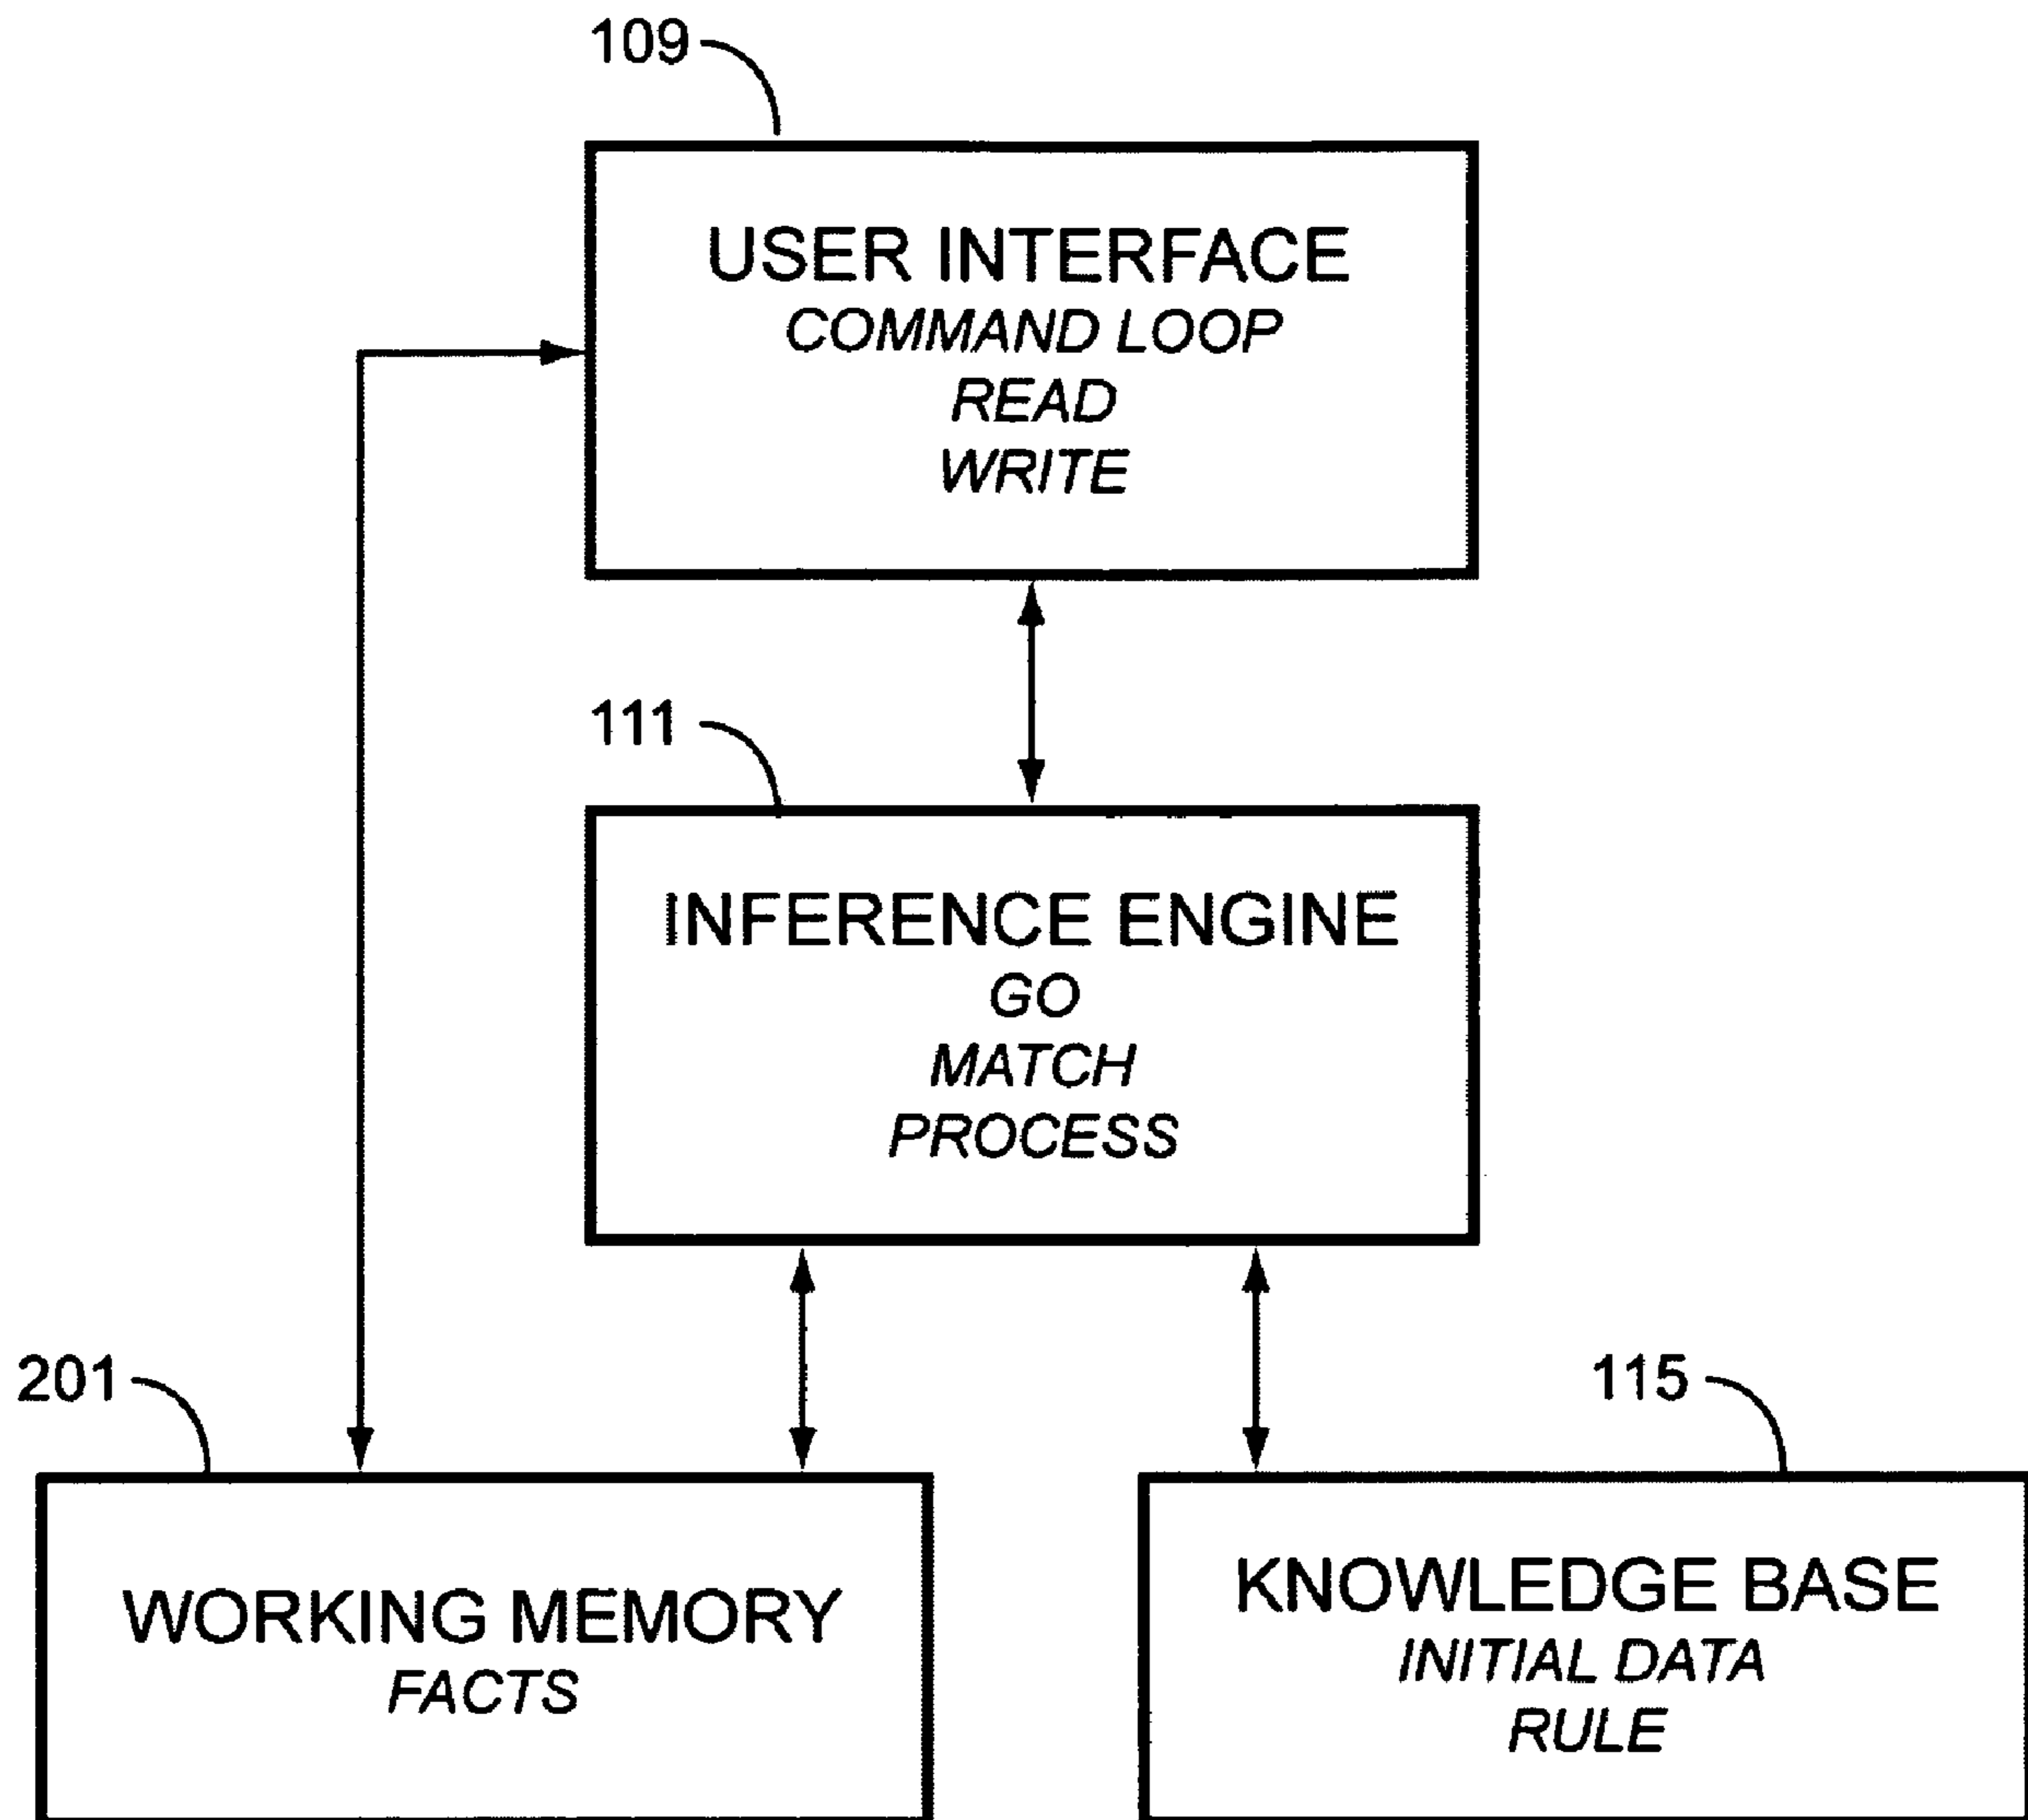 109
USER INTERFACE
COMMAND LOOP
READ
WRITE
111
INFERENCE ENGINE
GO
MATCH
PROCESS
201
WORKING MEMORY
FACTS
115
KNOWLEDGE BASE
INITIAL DATA
RULE